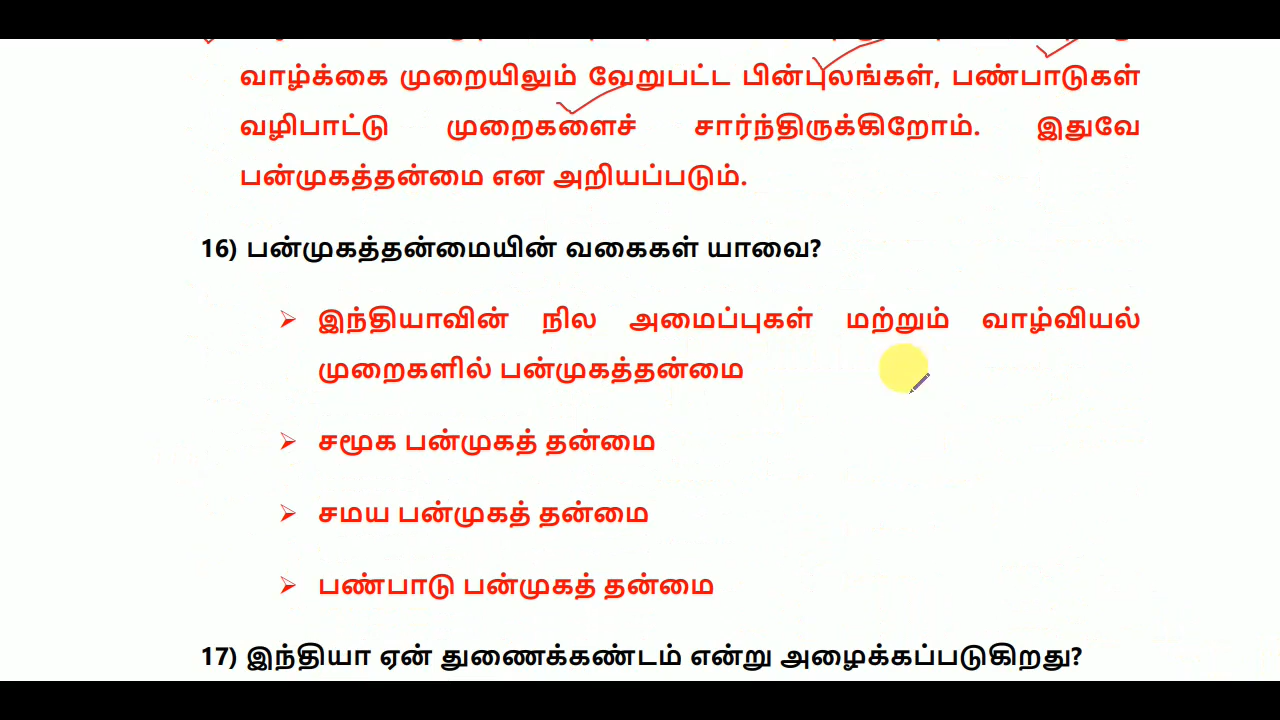 வாழ்க்கை முறையிலும் வேறுபட்ட பின்புலங்கள், பண்பாடுகள்
வழிபாட்டு முறைகளைச் சார்ந்திருக்கிறோம். இதுவே
பன்முகத்தன்மை என அறியப்படும்.
16) பன்முகத்தன்மையின் வகைகள் யாவை?
➢ இந்தியாவின் நில அமைப்புகள் மற்றும் வாழ்வியல்
முறைகளில் பன்முகத்தன்மை
➢ சமூக பன்முகத் தன்மை
➢ சமய பன்முகத் தன்மை
➢ பண்பாடு பன்முகத் தன்மை
17) இந்தியா ஏன் துணைக்கண்டம் என்று அழைக்கப்படுகிறது?